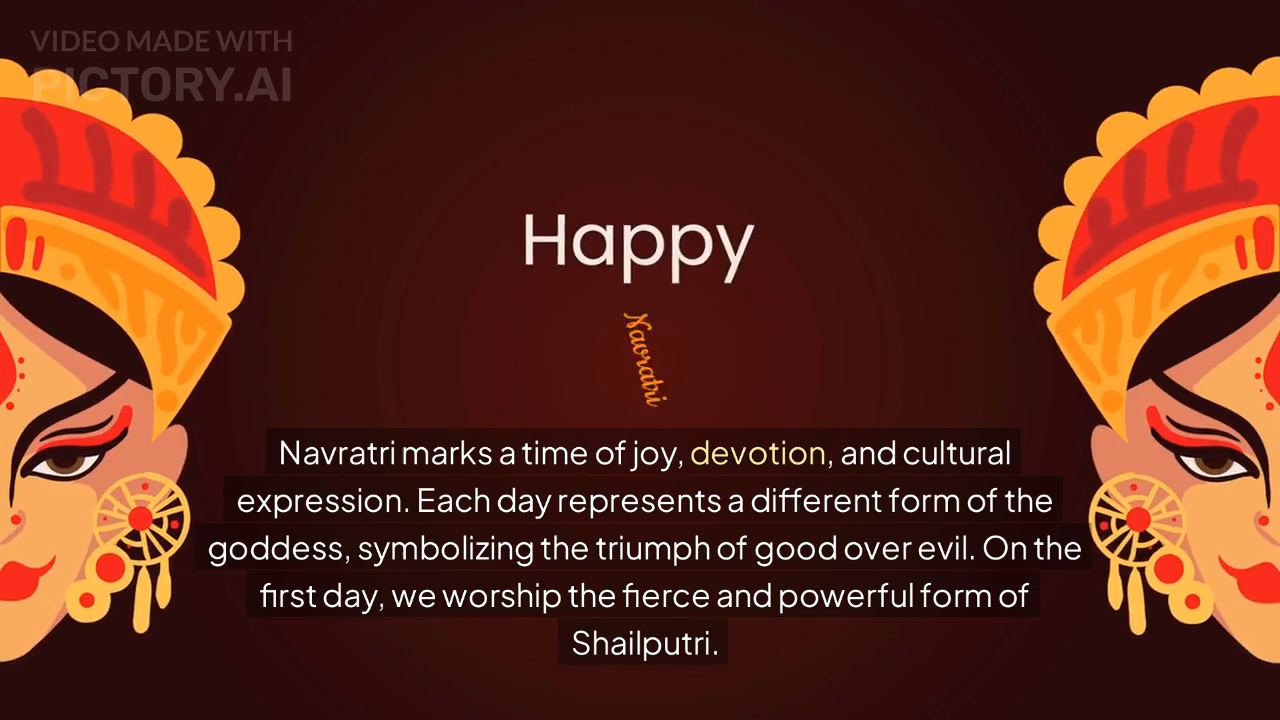 VIDEO MADE WITH
PICTORY.AI
Happy
Navratri
Navratri marks a time of joy, devotion, and cultural
expression. Each day represents a different form of the
goddess, symbolizing the triumph of good over evil. On the
first day, we worship the fierce and powerful form of
Shailputri.